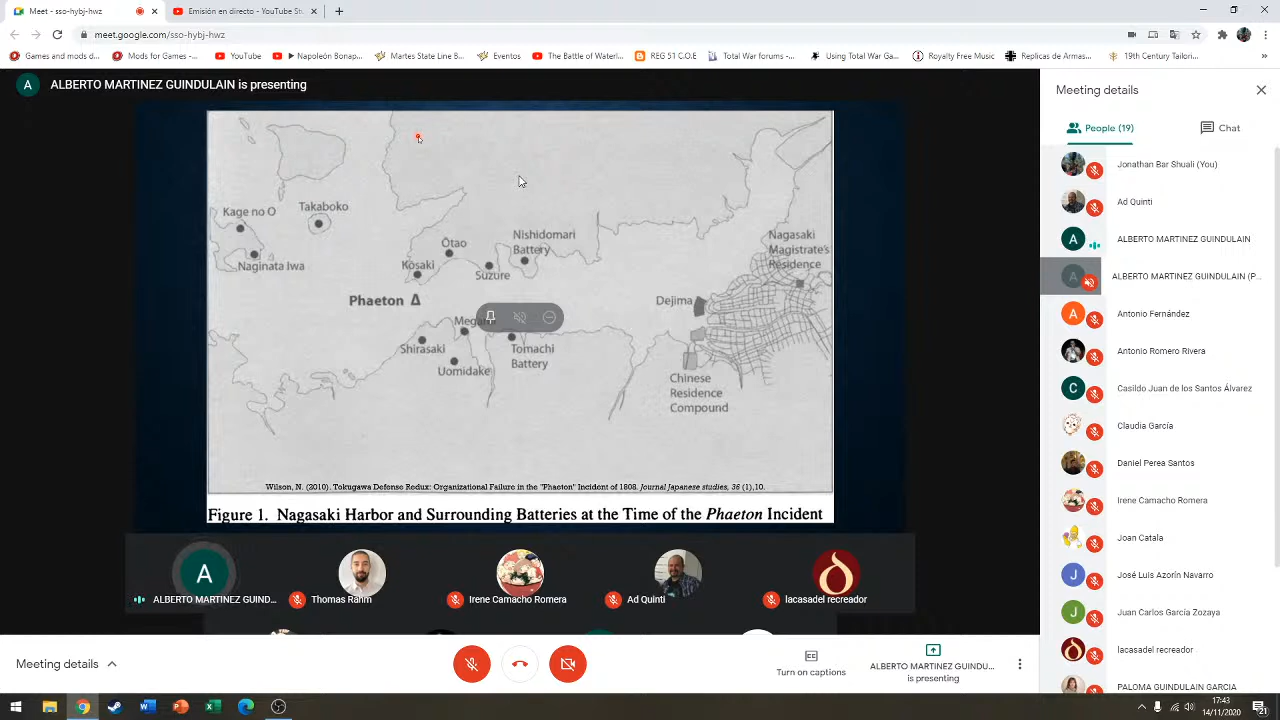 Meet - sso-hybj-hwz
Emisión en directo - YouTube St
meet.google.com/sso-hybj-hwz
Games and mods d...
Mods for Games -...
YouTube
▶ Napoleón Bonap...
Martes State Line...
Eventos
The Battle of Waterl...
REG 51 C.O.E
Total War forums -...
Using Total War Ga...
Royalty Free Music
Replicas de Armas...
19th Century Tailori...
»
A
ALBERTO MARTINEZ GUINDULAIN is presenting
Kage no O
Takaboko
Naginata Iwa
Ōtao
Kōsaki
Nishidomari
Battery
Suzure
Phaeton Δ
Megami
Shirasaki
Uomidake
Tomachi
Battery
Dejima
Nagasaki
Magistrate's
Residence
Chinese
Residence
Compound
Wilson, N. (2010). Tokugawa Defense Redux: Organizational Failure in the "Phaeton" Incident of 1808. Journal Japanese studies, 36 (1),10.
Figure 1. Nagasaki Harbor and Surrounding Batteries at the Time of the Phaeton Incident
A
ALBERTO MARTINEZ GUIND...
Thomas Rahm
Irene Camacho Romera
Ad Quinti
lacasadel recreador
Meeting details
People (19)
Chat
Jonathan Bar Shuali (You)
Ad Quinti
A
ALBERTO MARTINEZ GUINDULAIN
A
ALBERTO MARTINEZ GUINDULAIN (P...
A
Antonio Fernández
Antonio Romero Rivera
C
Casildo Juan de los Santos Álvarez
Claudia García
Daniel Perea Santos
Irene Camacho Romera
Joan Catala
J
José Luis Azorín Navarro
J
Juan Carlos García Zozaya
lacasadel recreador
PALOMA GUINDULAIN GARCIA
Meeting details
Turn on captions
ALBERTO MARTINEZ GUINDU...
is presenting
17:43
14/11/2020